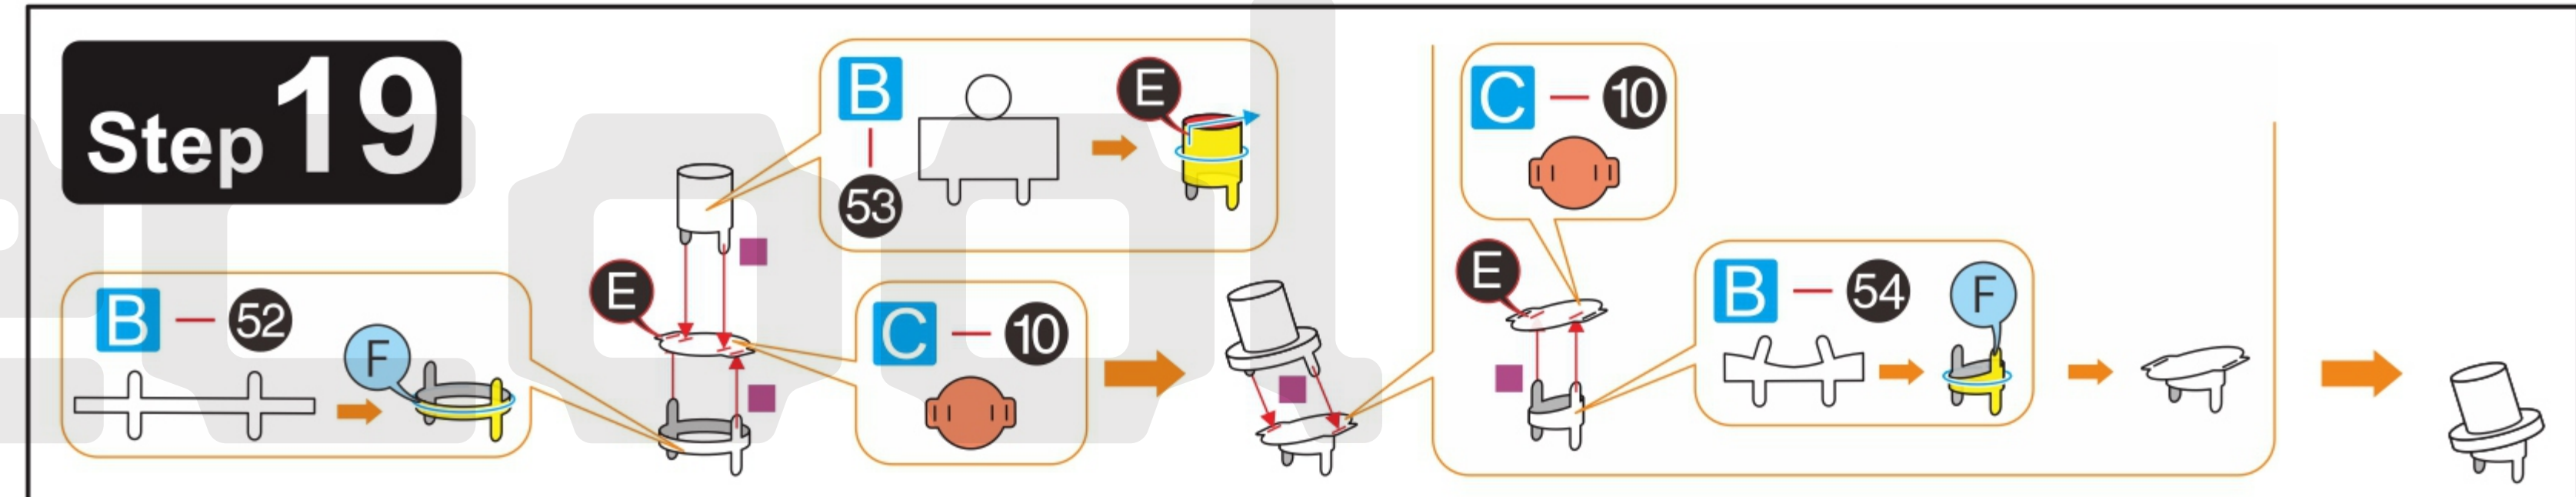 Step 19
B — 53
E
C — 10
E
B — 52
F
E
C — 10
B — 54
F